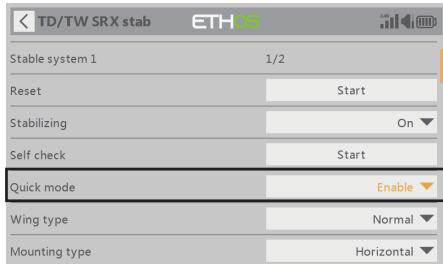 TD/TW SRX stab ETHOS
Stable system 1 1/2
Reset Start
Stabilizing On
Self check Start
Quick mode Enable
Wing type Normal
Mounting type Horizontal